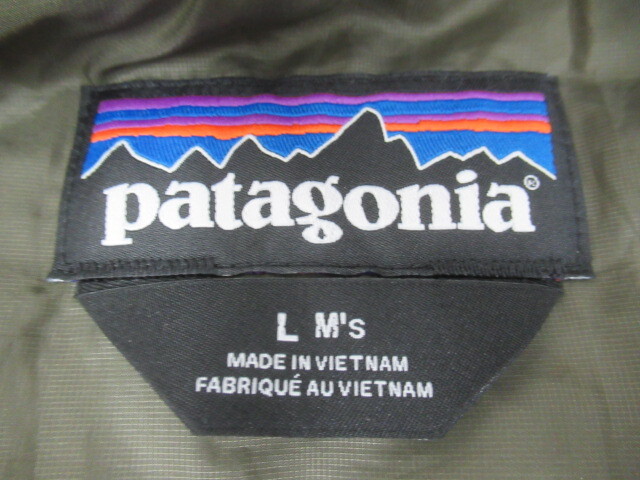 patagonia®
L M's
MADE IN VIETNAM
FABRIQUÉ AU VIETNAM